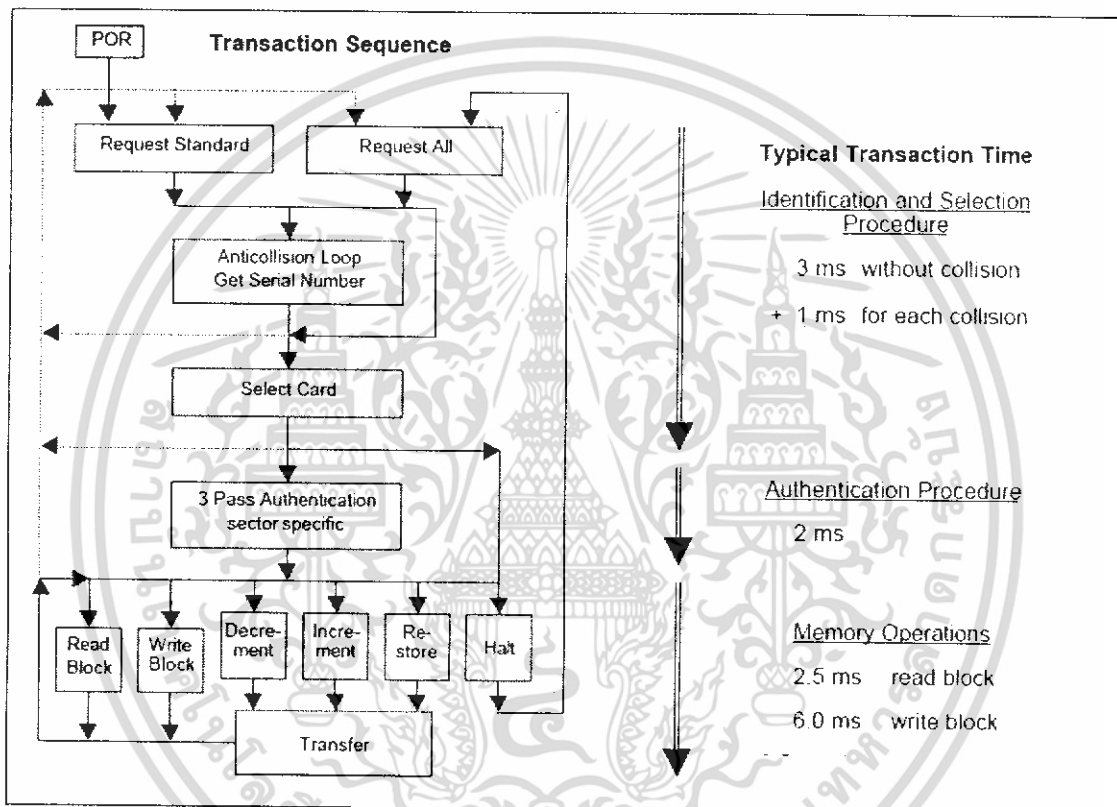 POR
Transaction Sequence
Request Standard
Request All
Anticollision Loop
Get Serial Number
Select Card
3 Pass Authentication
sector specific
Read
Block
Write
Block
Decre-
ment
Incre-
ment
Re-
store
Halt
Transfer
Typical Transaction Time
Identification and Selection
Procedure
3 ms without collision
+ 1 ms for each collision
Authentication Procedure
2 ms
Memory Operations
2.5 ms read block
6.0 ms write block